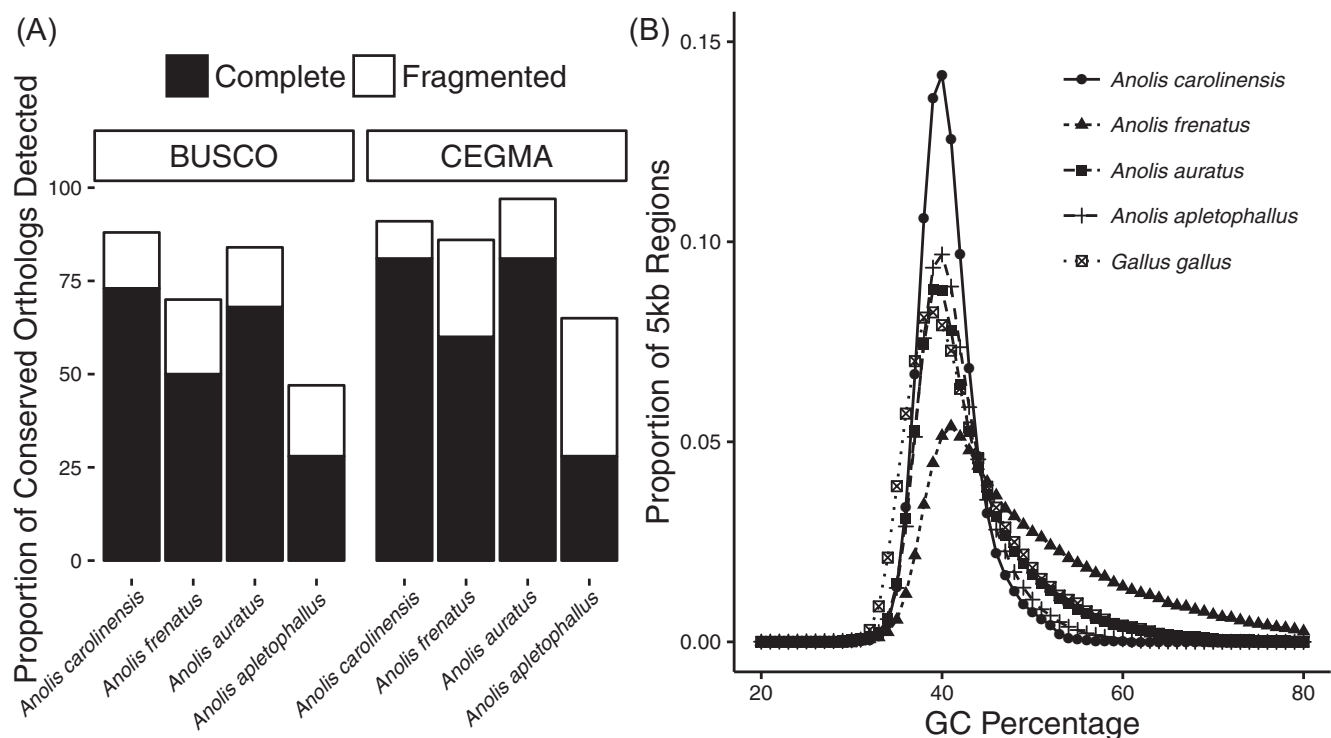 (A)
Complete Fragmented
BUSCO CEGMA
Proportion of Conserved Orthologs Detected
100
75
50
25
0
Anolis carolinensis
Anolis frenatus
Anolis auratus
Anolis apletophallus
Anolis carolinensis
Anolis frenatus
Anolis auratus
Anolis apletophallus
(B)
Proportion of 5kb Regions
0.15
0.10
0.05
0.00
Anolis carolinensis
Anolis frenatus
Anolis auratus
Anolis apletophallus
Gallus gallus
20 40 60 80
GC Percentage